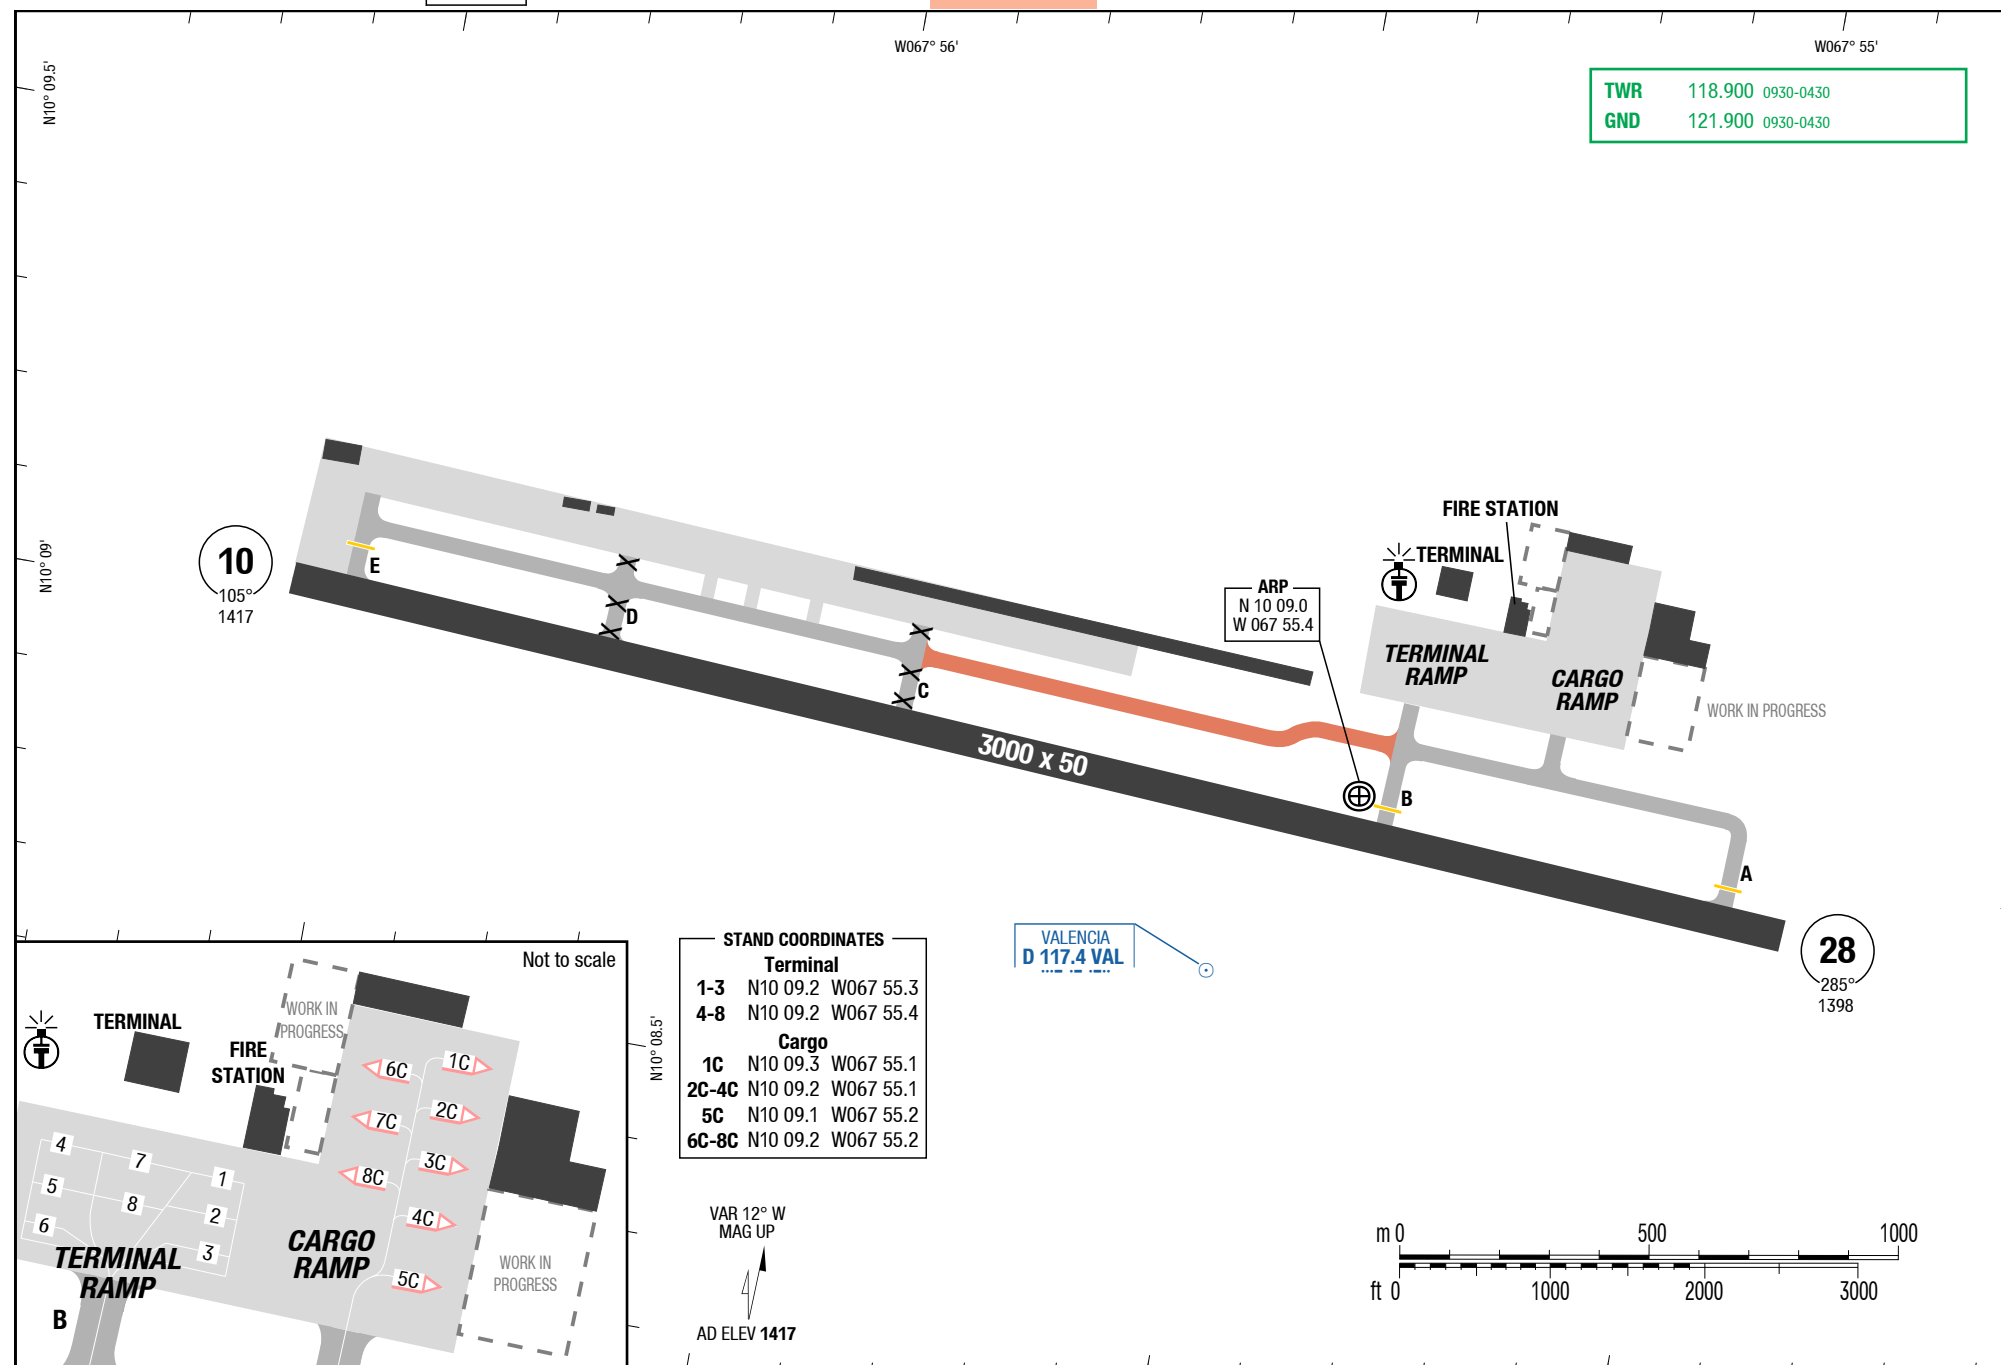 W067° 56'
W067° 55'
N10° 09.5'
TWR 118.900 0930-0430
GND 121.900 0930-0430
N10° 09'
10
105°
1417
E
D
C
3000 x 50
ARP
N 10 09.0
W 067 55.4
FIRE STATION
TERMINAL
TERMINAL
RAMP
CARGO
RAMP
WORK IN PROGRESS
B
A
28
285°
1398
VALENCIA
D 117.4 VAL
N10° 08.5'
STAND COORDINATES
Terminal
1-3 N10 09.2 W067 55.3
4-8 N10 09.2 W067 55.4
Cargo
1C N10 09.3 W067 55.1
2C-4C N10 09.2 W067 55.1
5C N10 09.1 W067 55.2
6C-8C N10 09.2 W067 55.2
Not to scale
WORK IN
PROGRESS
TERMINAL
FIRE
STATION
6C
1C
7C
2C
8C
3C
4C
5C
4
7
1
5
8
2
6
3
TERMINAL
RAMP
CARGO
RAMP
WORK IN
PROGRESS
B
VAR 12° W
MAG UP
AD ELEV 1417
m 0 500 1000
ft 0 1000 2000 3000